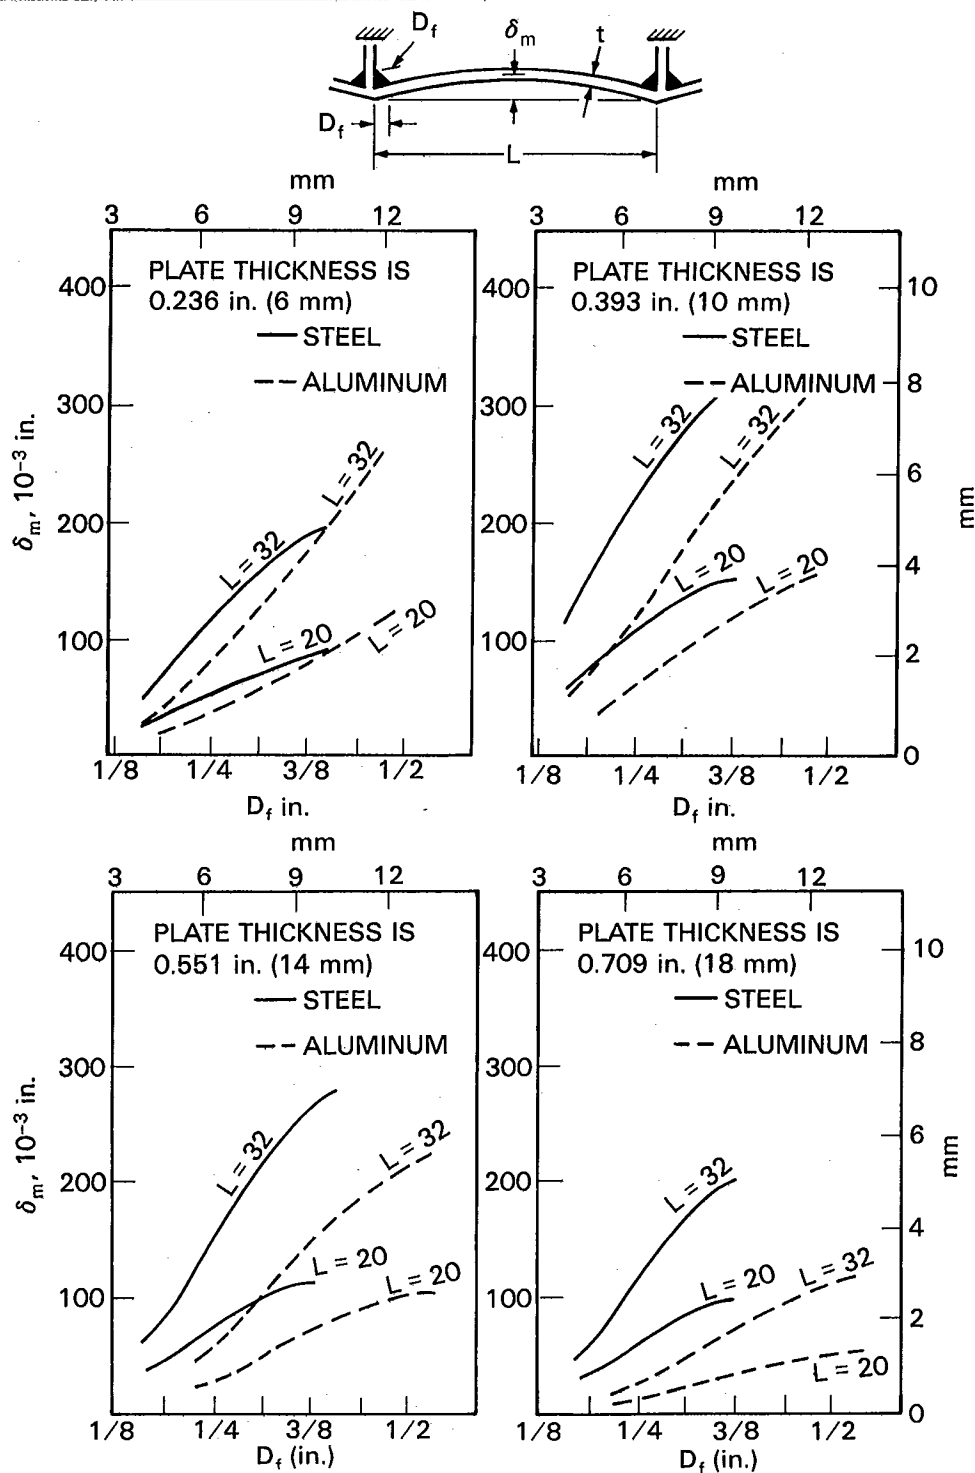 D_f
δ_m
t
D_f
L
mm
3 6 9 12
PLATE THICKNESS IS
0.236 in. (6 mm)
STEEL
ALUMINUM
400
300
200
100
δ_m, 10⁻³ in.
L = 32
L = 32
L = 20
L = 20
1/8 1/4 3/8 1/2
D_f in.
mm
3 6 9 12
PLATE THICKNESS IS
0.393 in. (10 mm)
STEEL
ALUMINUM
400
300
200
100
10
8
6
4
2
0
mm
L = 32
L = 32
L = 20
L = 20
1/8 1/4 3/8 1/2
D_f in.
mm
3 6 9 12
PLATE THICKNESS IS
0.551 in. (14 mm)
STEEL
ALUMINUM
400
300
200
100
δ_m, 10⁻³ in.
L = 32
L = 32
L = 20
L = 20
1/8 1/4 3/8 1/2
D_f (in.)
mm
3 6 9 12
PLATE THICKNESS IS
0.709 in. (18 mm)
STEEL
ALUMINUM
400
300
200
100
10
8
6
4
2
0
mm
L = 32
L = 20
L = 32
L = 20
1/8 1/4 3/8 1/2
D_f (in.)